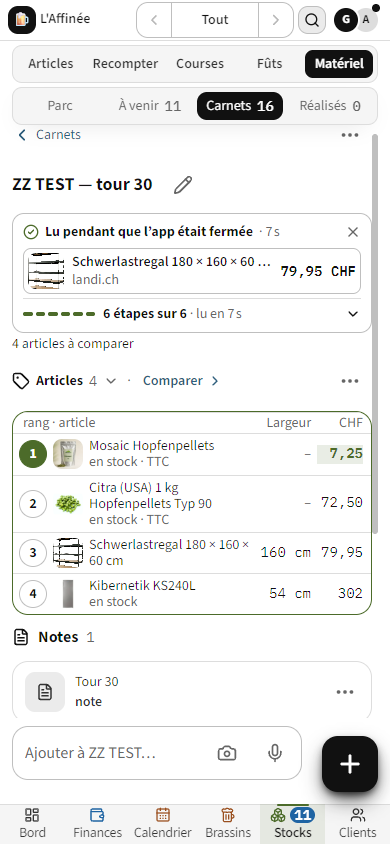 L'Affinée
Tout
G
A
Articles Recompter Courses Fûts Matériel
Parc À venir 11 Carnets 16 Réalisés 0
Carnets
ZZ TEST — tour 30
Lu pendant que l'app était fermée · 7 s
Schwerlastregal 180 × 160 × 60 … 79,95 CHF
landi.ch
6 étapes sur 6 · lu en 7 s
4 articles à comparer
Articles 4 · Comparer
rang · article Largeur CHF
1 Mosaic Hopfenpellets – 7,25
en stock · TTC
Citra (USA) 1 kg
2 Hopfenpellets Typ 90 – 72,50
en stock · TTC
3 Schwerlastregal 180 × 160 × 160 cm 79,95
60 cm
4 Kibernetik KS240L 54 cm 302
en stock
Notes 1
Tour 30
note
Ajouter à ZZ TEST…
Bord Finances Calendrier Brassins Stocks 11 Clients